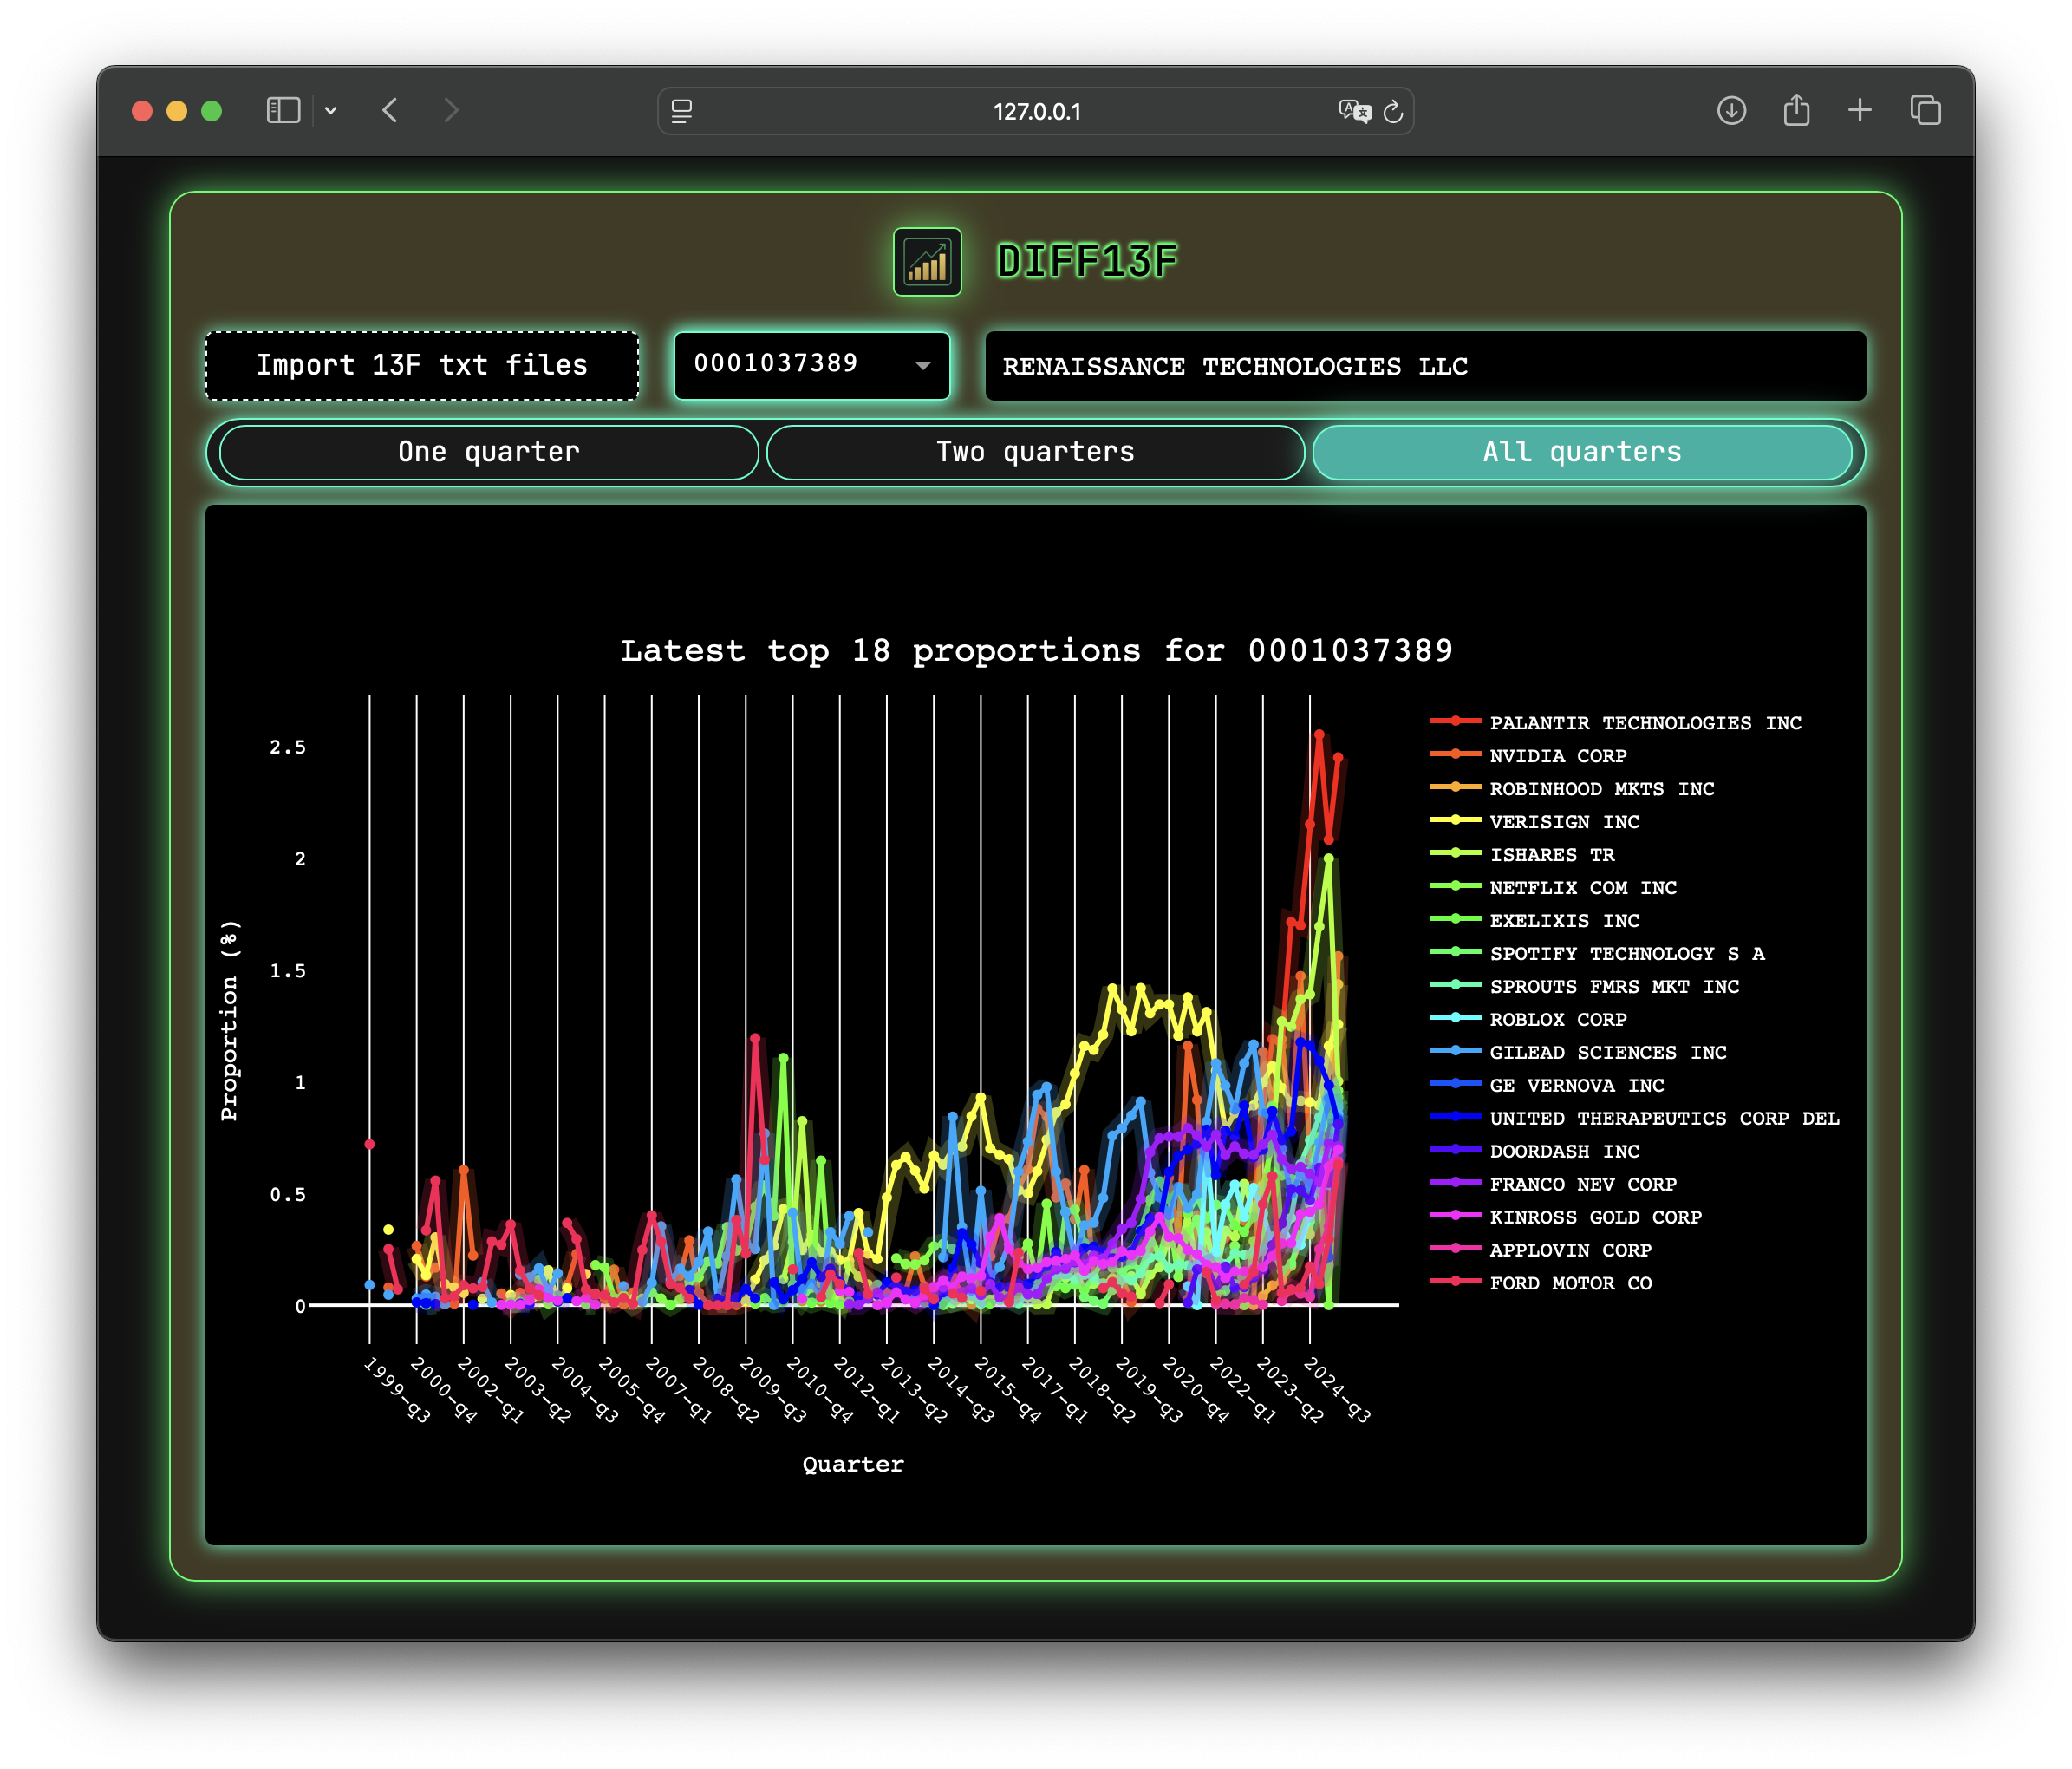 127.0.0.1
DIFF13F
Import 13F txt files
0001037389
RENAISSANCE TECHNOLOGIES LLC
One quarter
Two quarters
All quarters
Latest top 18 proportions for 0001037389
2.5
2
1.5
1
0.5
0
Proportion (%)
PALANTIR TECHNOLOGIES INC
NVIDIA CORP
ROBINHOOD MKTS INC
VERISIGN INC
ISHARES TR
NETFLIX COM INC
EXELIXIS INC
SPOTIFY TECHNOLOGY S A
SPROUTS FMRS MKT INC
ROBLOX CORP
GILEAD SCIENCES INC
GE VERNOVA INC
UNITED THERAPEUTICS CORP DEL
DOORDASH INC
FRANCO NEV CORP
KINROSS GOLD CORP
APPLOVIN CORP
FORD MOTOR CO
1999-q3
2000-q4
2002-q1
2003-q2
2004-q3
2005-q4
2007-q1
2008-q2
2009-q3
2010-q4
2012-q1
2013-q2
2014-q3
2015-q4
2017-q1
2018-q2
2019-q3
2020-q4
2022-q1
2023-q2
2024-q3
Quarter